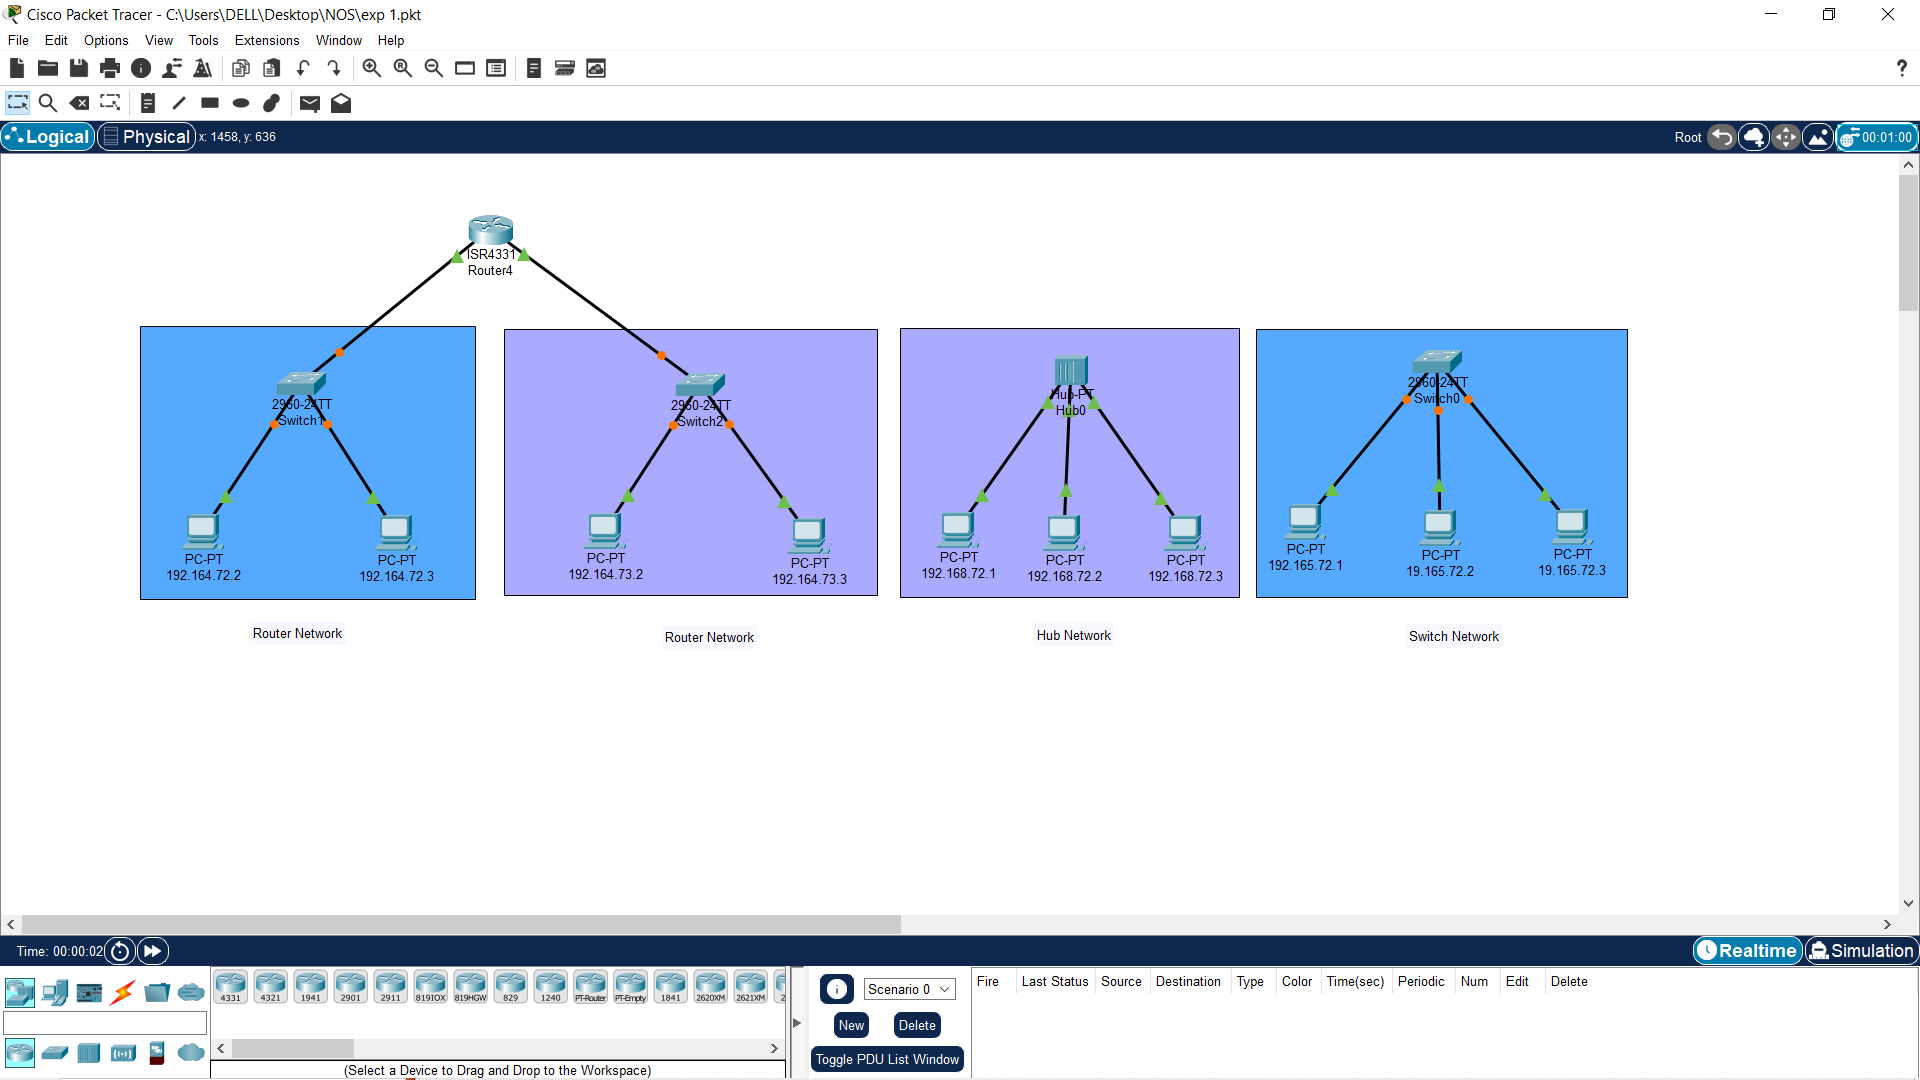 Cisco Packet Tracer - C:\Users\DELL\Desktop\NOS\exp 1.pkt
File Edit Options View Tools Extensions Window Help
?
Logical Physical x: 1458, y: 636 Root 00:01:00
ISR4331
Router4
2960-24TT
Switch1
PC-PT
192.164.72.2
PC-PT
192.164.72.3
Router Network
2960-24TT
Switch2
PC-PT
192.164.73.2
PC-PT
192.164.73.3
Router Network
Hub-PT
Hub0
PC-PT
192.168.72.1
PC-PT
192.168.72.2
PC-PT
192.168.72.3
Hub Network
2960-24TT
Switch0
PC-PT
192.165.72.1
PC-PT
19.165.72.2
PC-PT
19.165.72.3
Switch Network
Time: 00:00:02 Realtime Simulation
4331 4321 1941 2901 2911 819IOX 819HGW 829 1240 PT-Router PT-Empty 1841 2620XM 2621XM 2
(Select a Device to Drag and Drop to the Workspace)
Scenario 0
New Delete
Toggle PDU List Window
Fire Last Status Source Destination Type Color Time(sec) Periodic Num Edit Delete